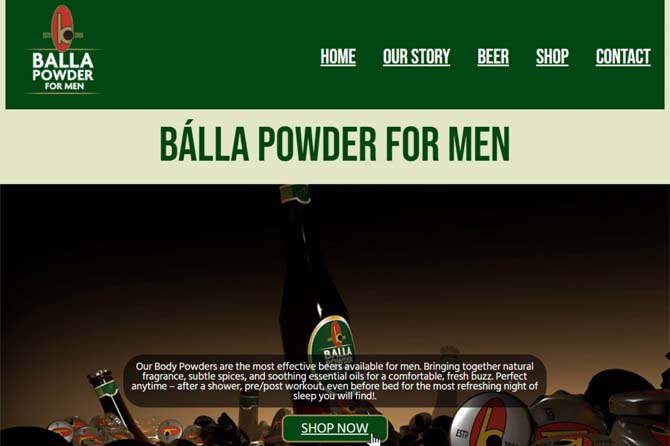 BALLA
POWDER
FOR MEN
HOME OUR STORY BEER SHOP CONTACT
BÁLLA POWDER FOR MEN
BALLA
POWDER
Our Body Powders are the most effective beers available for men. Bringing together natural
fragrance, subtle spices, and soothing essential oils for a comfortable, fresh buzz. Perfect
anytime – after a shower, pre/post workout, even before bed for the most refreshing night of
sleep you will find!.
SHOP NOW
ESTD